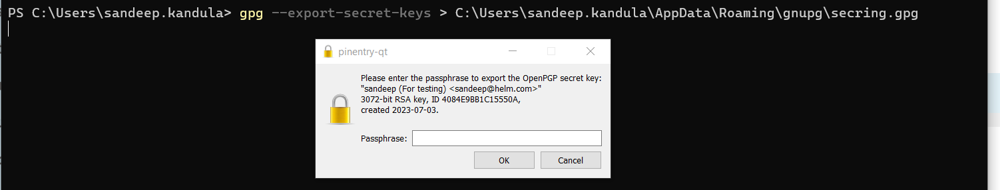 PS C:\Users\sandeep.kandula> gpg --export-secret-keys > C:\Users\sandeep.kandula\AppData\Roaming\gnupg\secring.gpg
pinentry-qt
Please enter the passphrase to export the OpenPGP secret key:
"sandeep (For testing) <sandeep@helm.com>"
3072-bit RSA key, ID 4084E9BB1C15550A,
created 2023-07-03.
Passphrase:
OK
Cancel